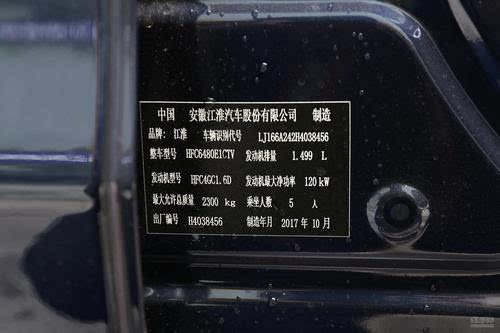 中国 安徽江淮汽车股份有限公司 制造
品牌: 江淮 车辆识别代号 LJ166A242H4038456
整车型号 HFC6480E1CTV 发动机排量 1.499 L
发动机型号 HFC4GC1.6D 发动机最大净功率 120 kW
最大允许总质量 2300 kg 乘坐人数 5 人
出厂编号 H4038456 制造年月 2017 年 10 月